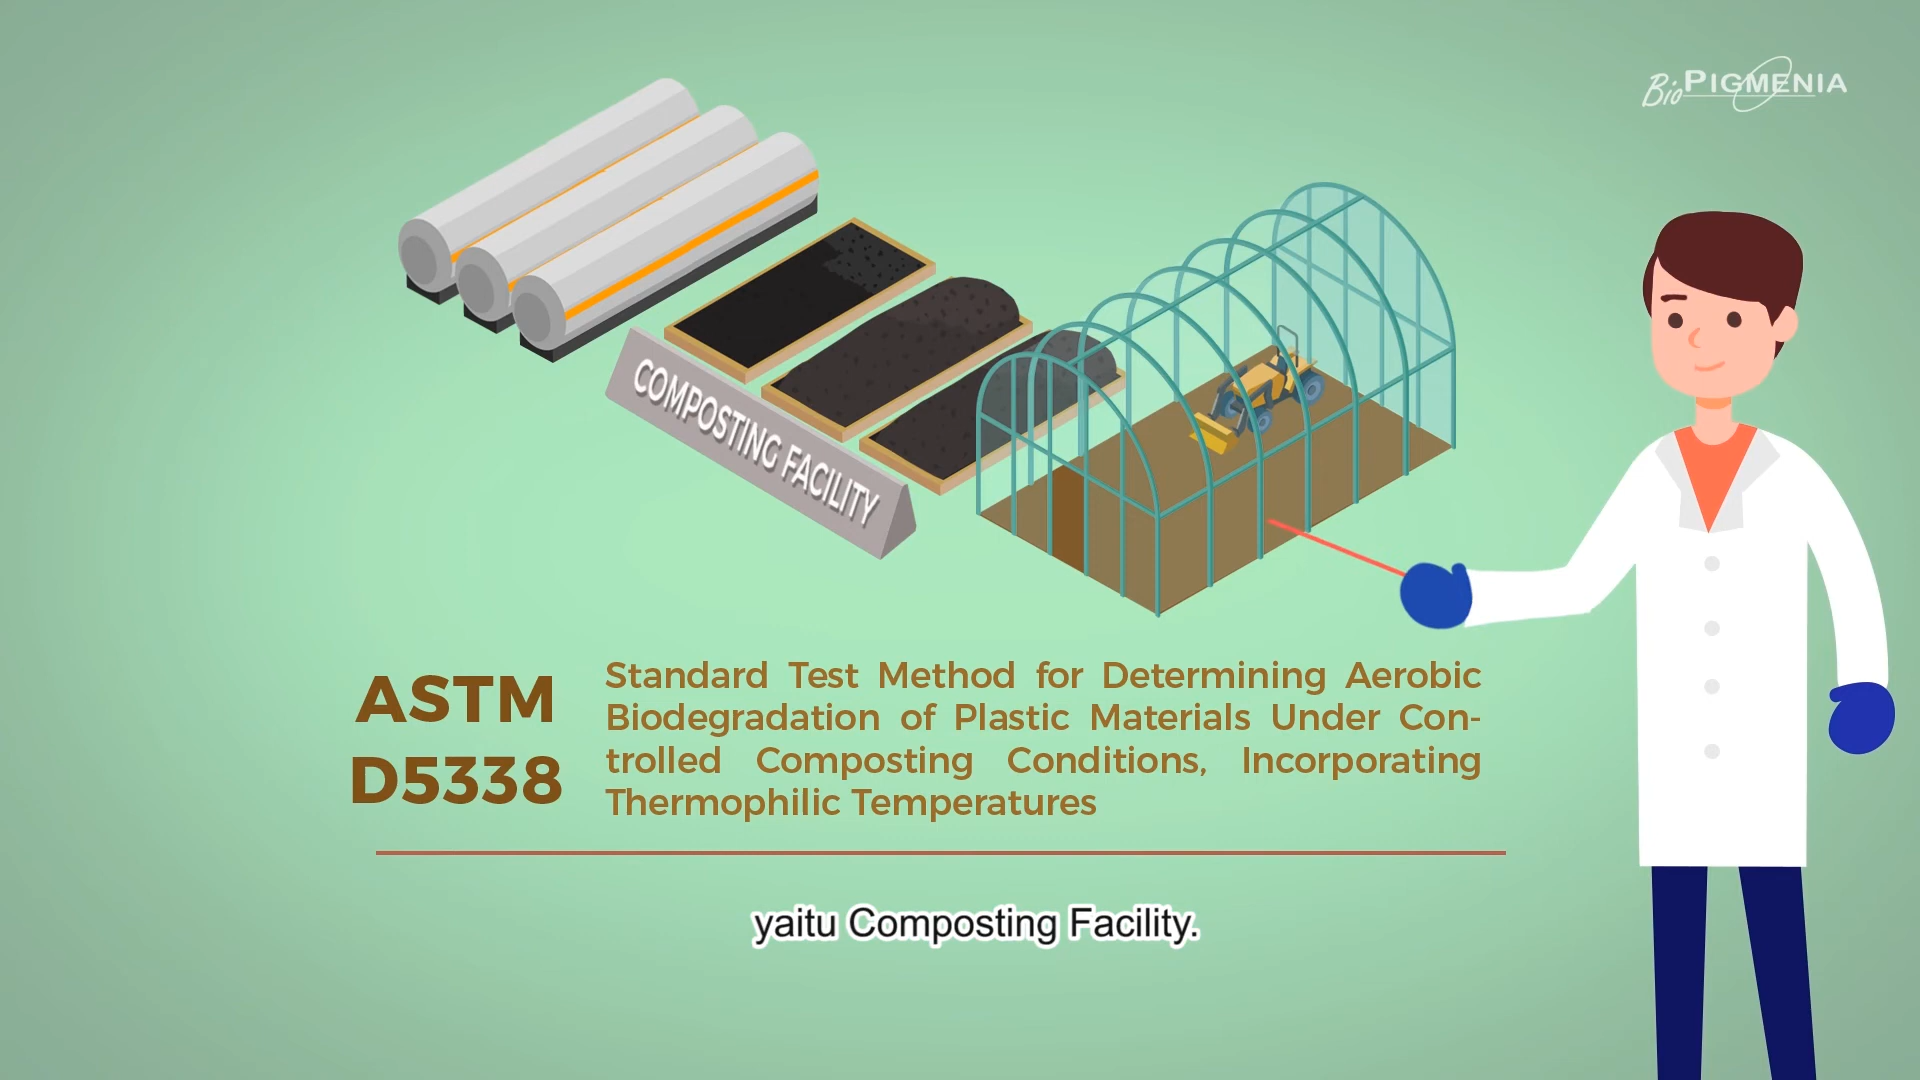 BioPIGMENIA
COMPOSTING FACILITY
ASTM
D5338
Standard Test Method for Determining Aerobic
Biodegradation of Plastic Materials Under Con-
trolled Composting Conditions, Incorporating
Thermophilic Temperatures
yaitu Composting Facility.